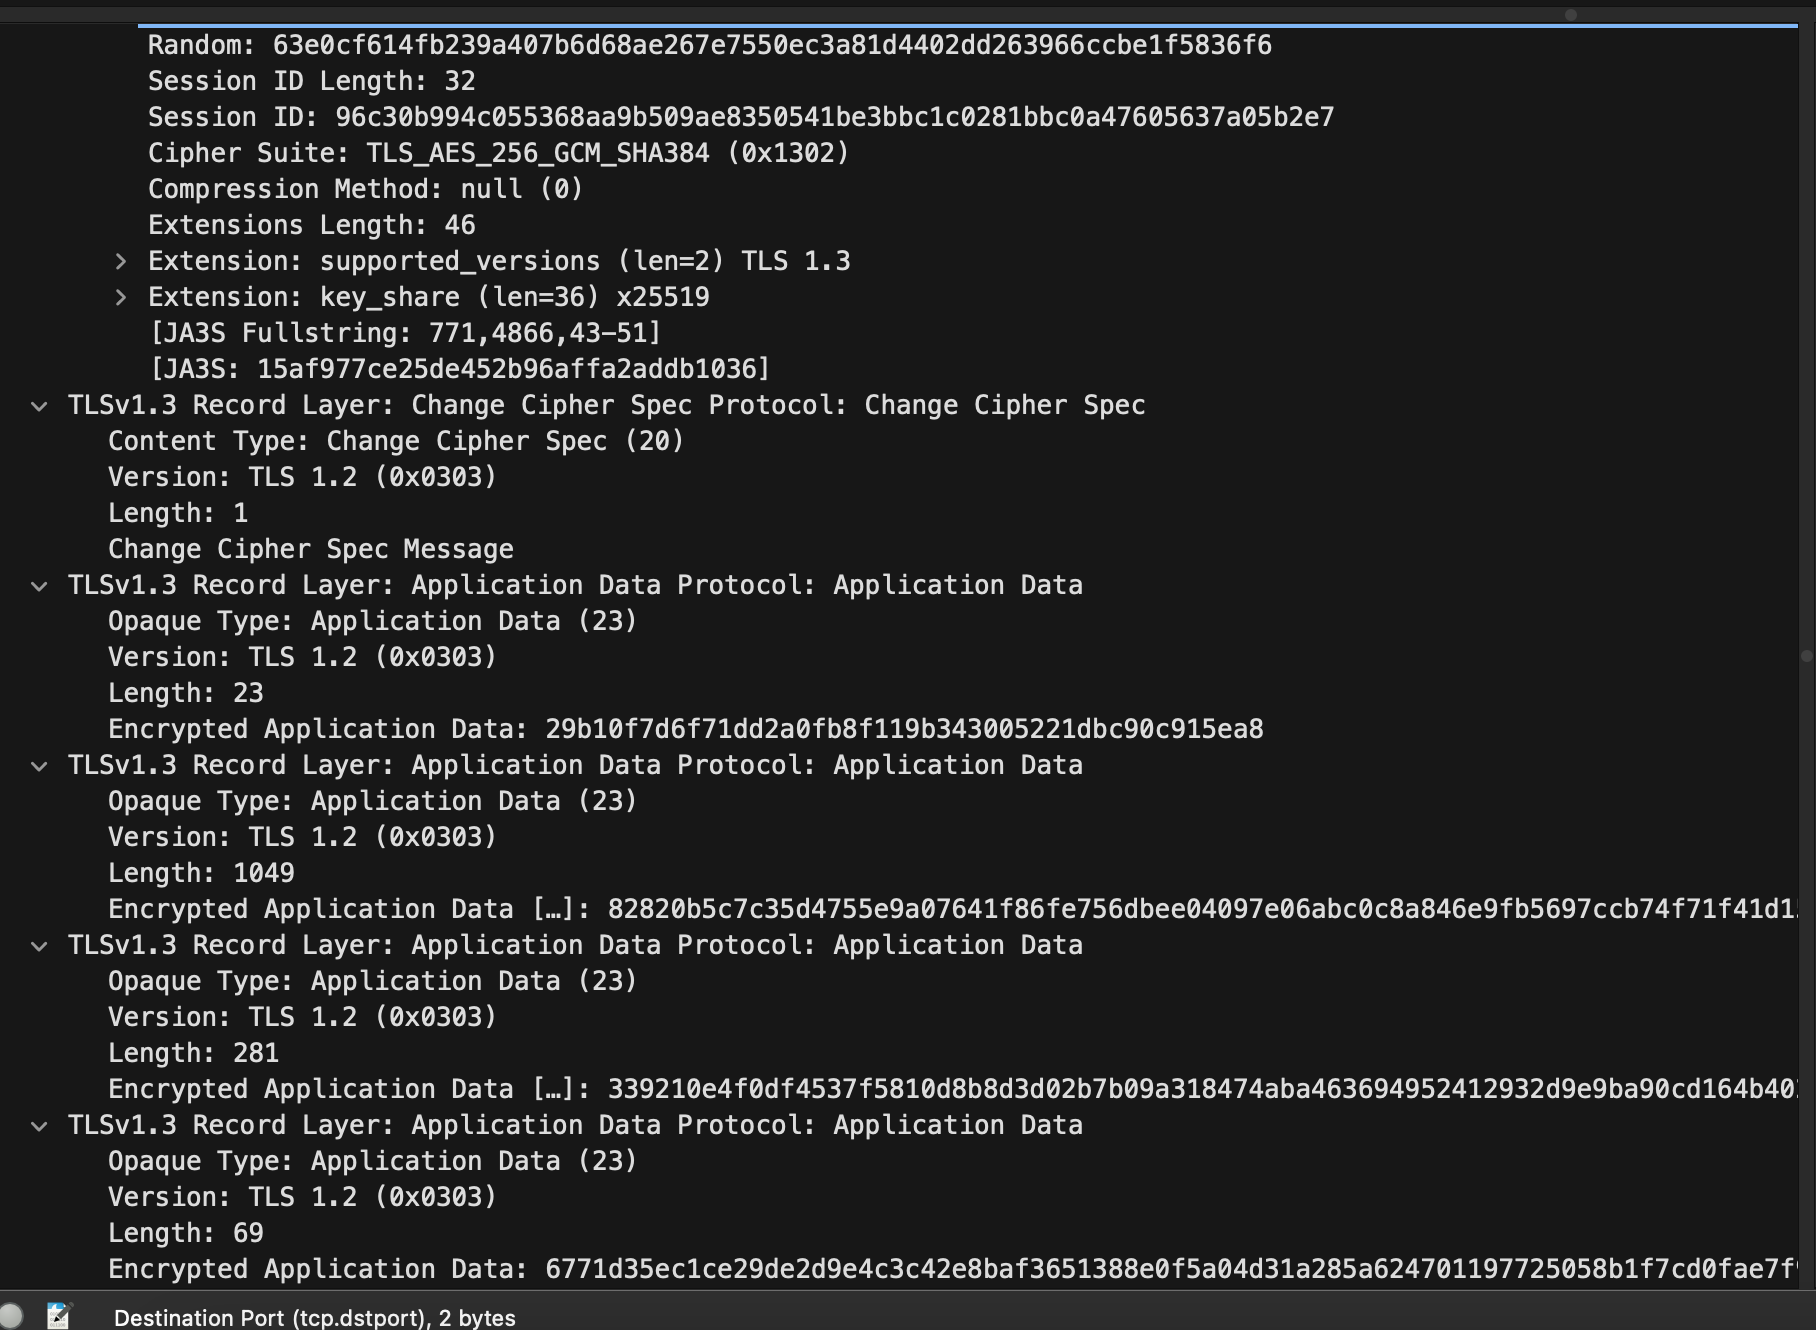 Random: 63e0cf614fb239a407b6d68ae267e7550ec3a81d4402dd263966ccbe1f5836f6
Session ID Length: 32
Session ID: 96c30b994c055368aa9b509ae8350541be3bbc1c0281bbc0a47605637a05b2e7
Cipher Suite: TLS_AES_256_GCM_SHA384 (0x1302)
Compression Method: null (0)
Extensions Length: 46
Extension: supported_versions (len=2) TLS 1.3
Extension: key_share (len=36) x25519
[JA3S Fullstring: 771,4866,43-51]
[JA3S: 15af977ce25de452b96affa2addb1036]
TLSv1.3 Record Layer: Change Cipher Spec Protocol: Change Cipher Spec
Content Type: Change Cipher Spec (20)
Version: TLS 1.2 (0x0303)
Length: 1
Change Cipher Spec Message
TLSv1.3 Record Layer: Application Data Protocol: Application Data
Opaque Type: Application Data (23)
Version: TLS 1.2 (0x0303)
Length: 23
Encrypted Application Data: 29b10f7d6f71dd2a0fb8f119b343005221dbc90c915ea8
TLSv1.3 Record Layer: Application Data Protocol: Application Data
Opaque Type: Application Data (23)
Version: TLS 1.2 (0x0303)
Length: 1049
Encrypted Application Data […]: 82820b5c7c35d4755e9a07641f86fe756dbee04097e06abc0c8a846e9fb5697ccb74f71f41d1
TLSv1.3 Record Layer: Application Data Protocol: Application Data
Opaque Type: Application Data (23)
Version: TLS 1.2 (0x0303)
Length: 281
Encrypted Application Data […]: 339210e4f0df4537f5810d8b8d3d02b7b09a318474aba463694952412932d9e9ba90cd164b40
TLSv1.3 Record Layer: Application Data Protocol: Application Data
Opaque Type: Application Data (23)
Version: TLS 1.2 (0x0303)
Length: 69
Encrypted Application Data: 6771d35ec1ce29de2d9e4c3c42e8baf3651388e0f5a04d31a285a624701197725058b1f7cd0fae7f
Destination Port (tcp.dstport), 2 bytes